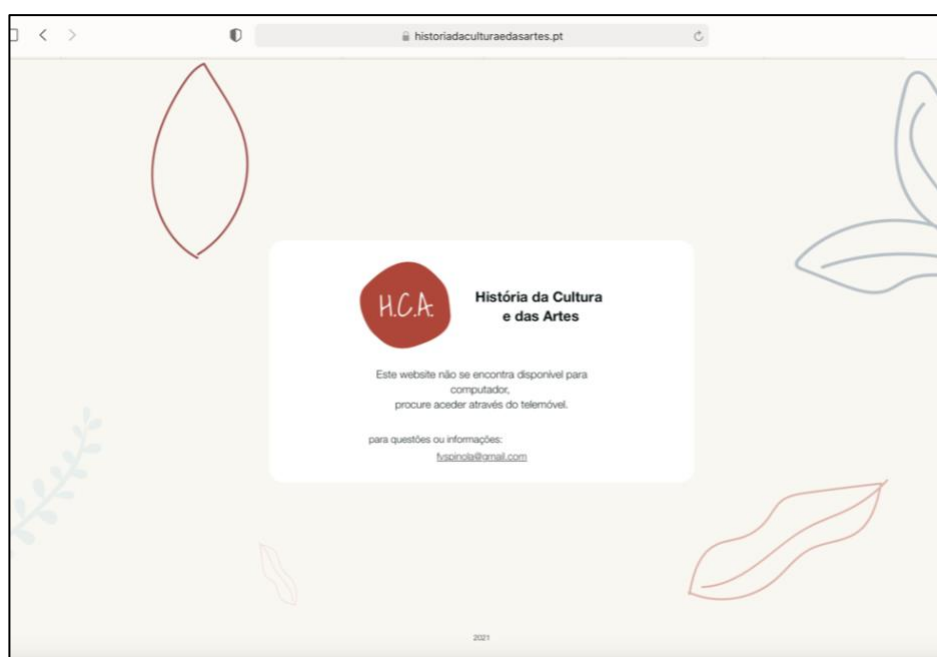 historiadaculturaedasartes.pt
H.C.A.
História da Cultura
e das Artes
Este website não se encontra disponível para
computador,
procure aceder através do telemóvel.
para questões ou informações:
fvspinola@gmail.com
2021